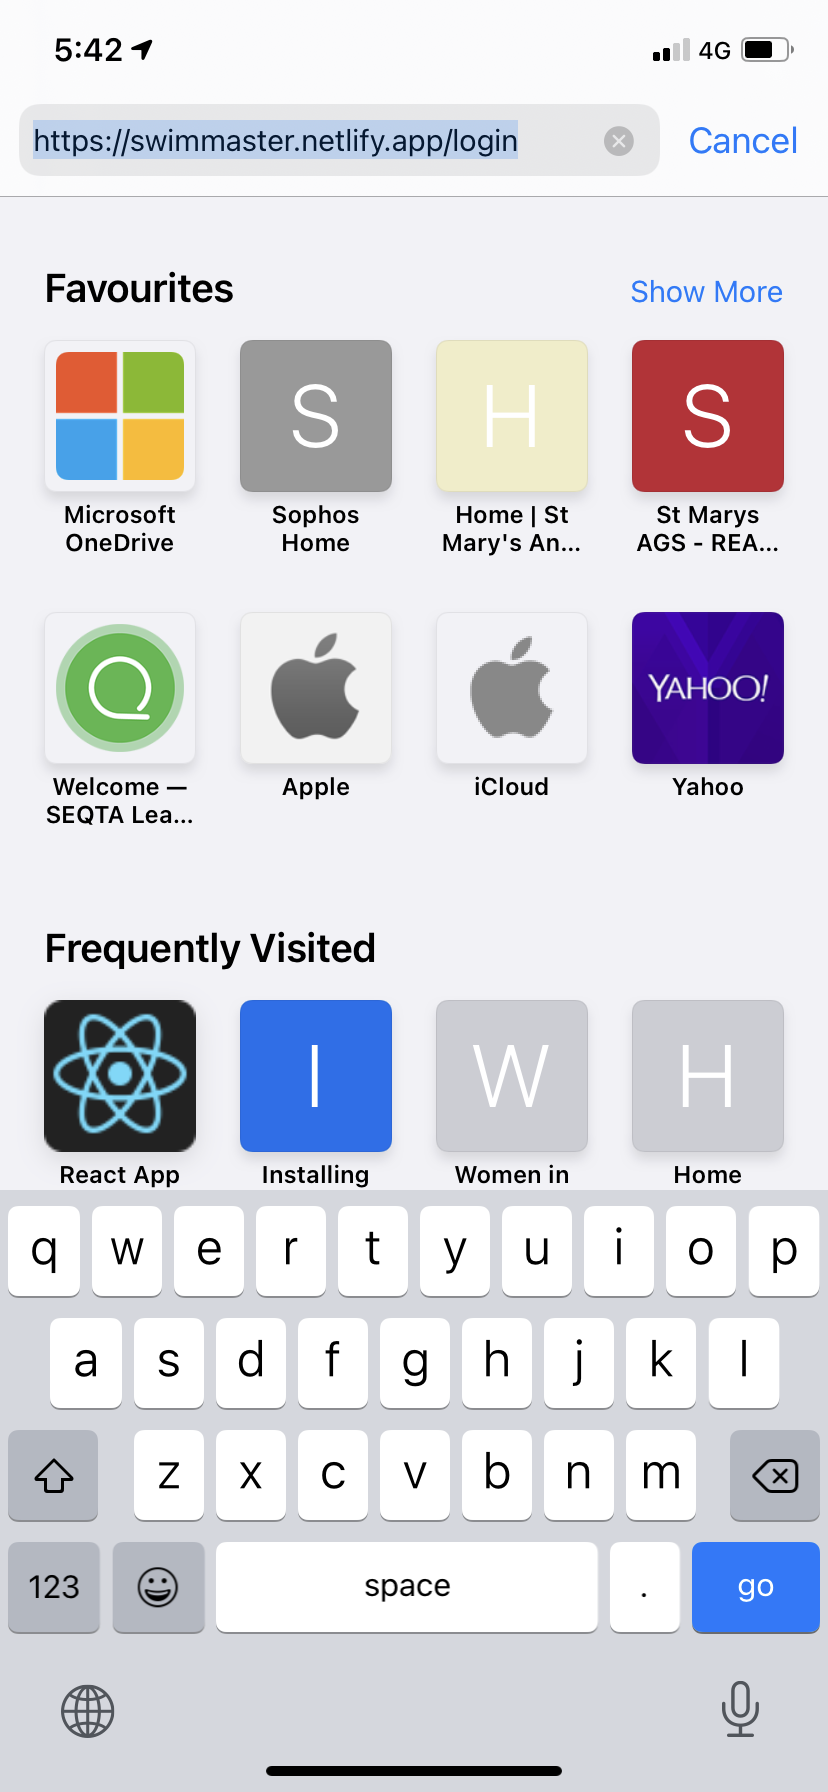 5:42
4G
https://swimmaster.netlify.app/login
Cancel
Favourites
Show More
S
H
S
Microsoft
OneDrive
Sophos
Home
Home | St
Mary's An...
St Marys
AGS - REA...
YAHOO!
Welcome —
SEQTA Lea...
Apple
iCloud
Yahoo
Frequently Visited
I
W
H
React App
Installing
Women in
Home
q w e r t y u i o p
a s d f g h j k l
z x c v b n m
123
space
.
go